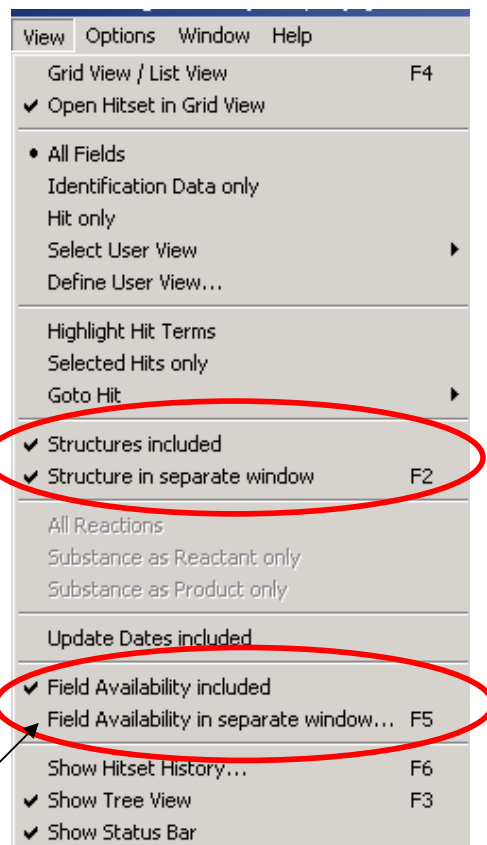 View Options Window Help
Grid View / List View F4
Open Hitset in Grid View
All Fields
Identification Data only
Hit only
Select User View
Define User View...
Highlight Hit Terms
Selected Hits only
Goto Hit
Structures included
Structure in separate window F2
All Reactions
Substance as Reactant only
Substance as Product only
Update Dates included
Field Availability included
Field Availability in separate window... F5
Show Hitset History... F6
Show Tree View F3
Show Status Bar